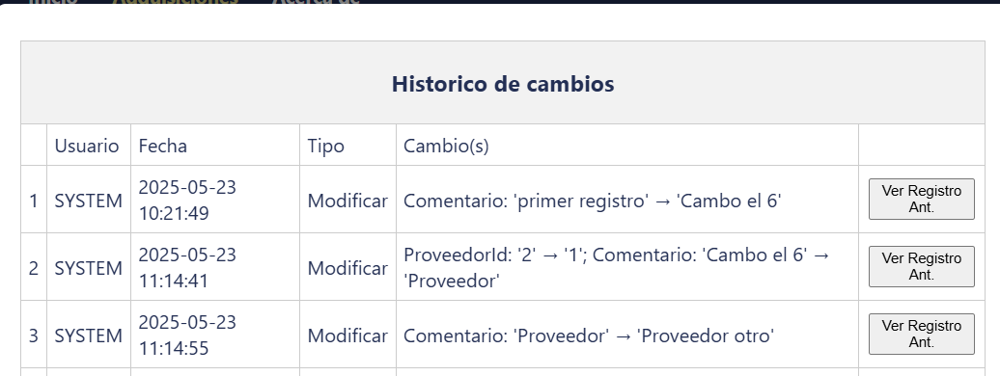 Inicio Adquisiciones Acerca de
Historico de cambios
Usuario Fecha Tipo Cambio(s)
1 SYSTEM 2025-05-23 10:21:49 Modificar Comentario: 'primer registro' → 'Cambo el 6' Ver Registro Ant.
2 SYSTEM 2025-05-23 11:14:41 Modificar ProveedorId: '2' → '1'; Comentario: 'Cambo el 6' → 'Proveedor' Ver Registro Ant.
3 SYSTEM 2025-05-23 11:14:55 Modificar Comentario: 'Proveedor' → 'Proveedor otro' Ver Registro Ant.